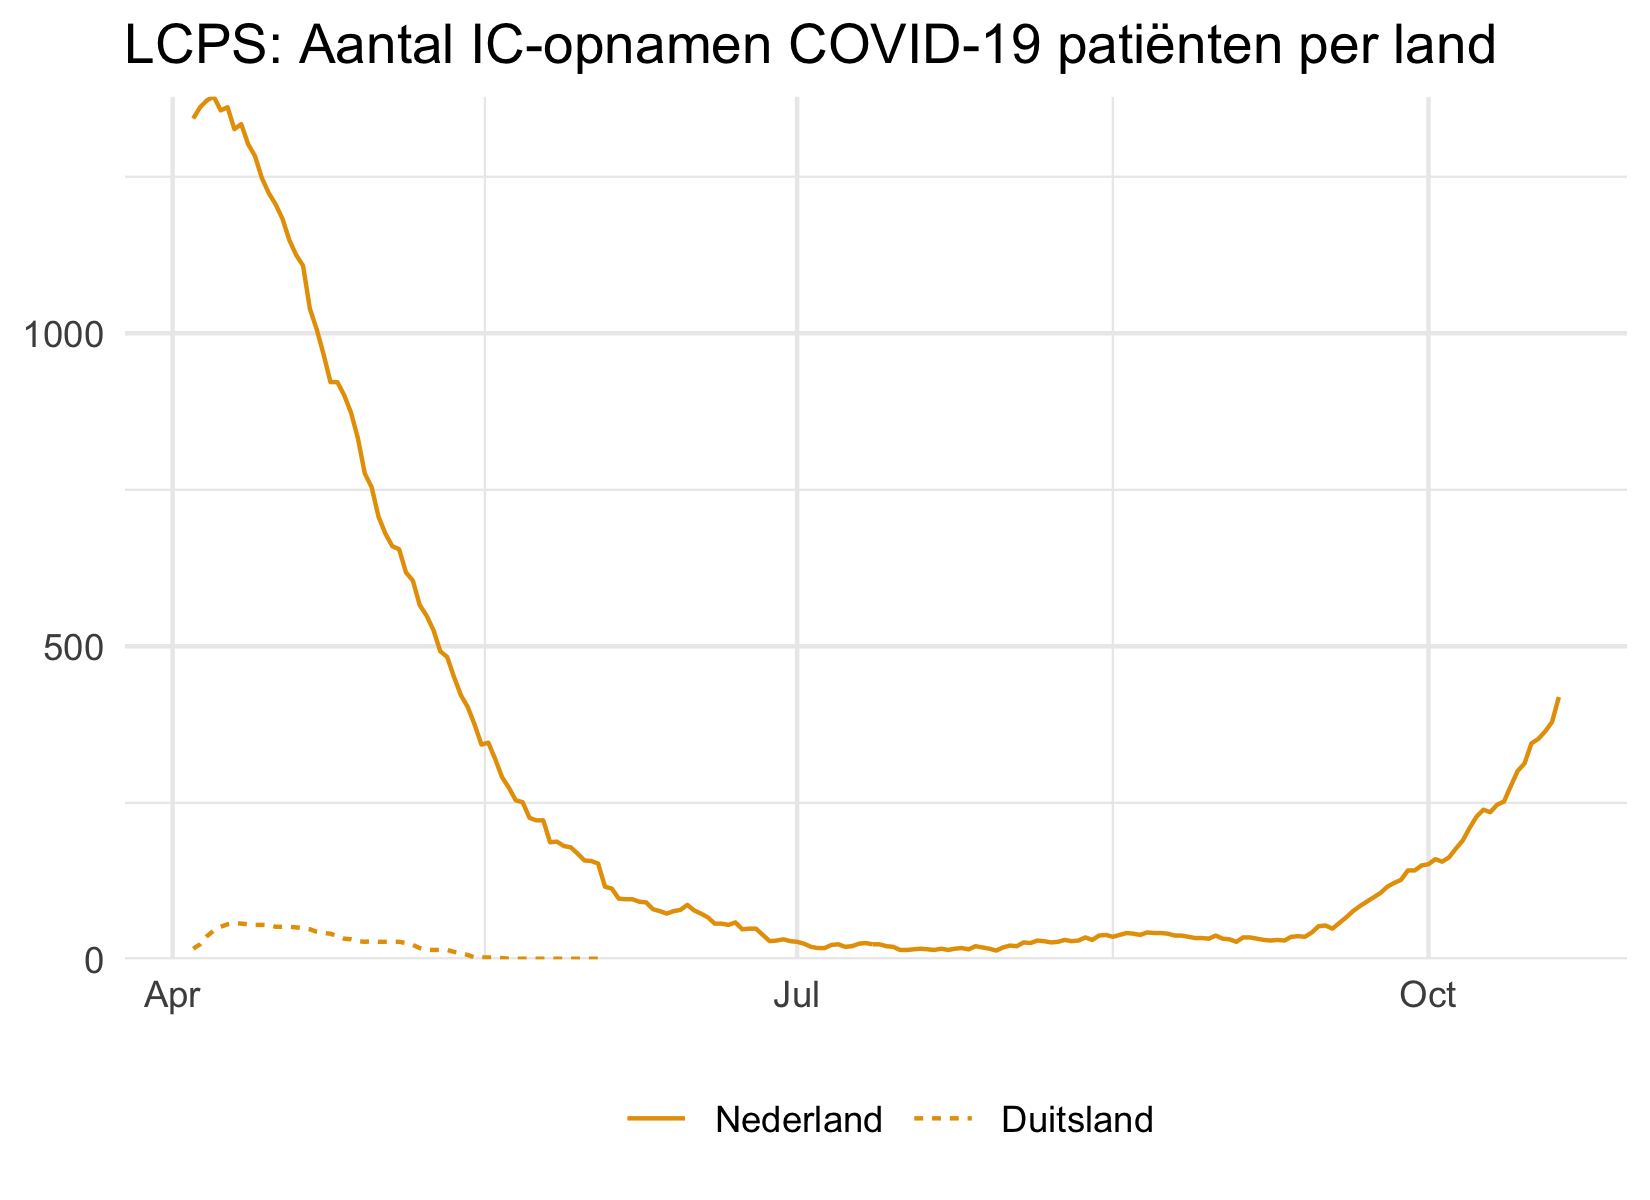 LCPS: Aantal IC-opnamen COVID-19 patiënten per land
1000
500
0
Apr Jul Oct
Nederland Duitsland